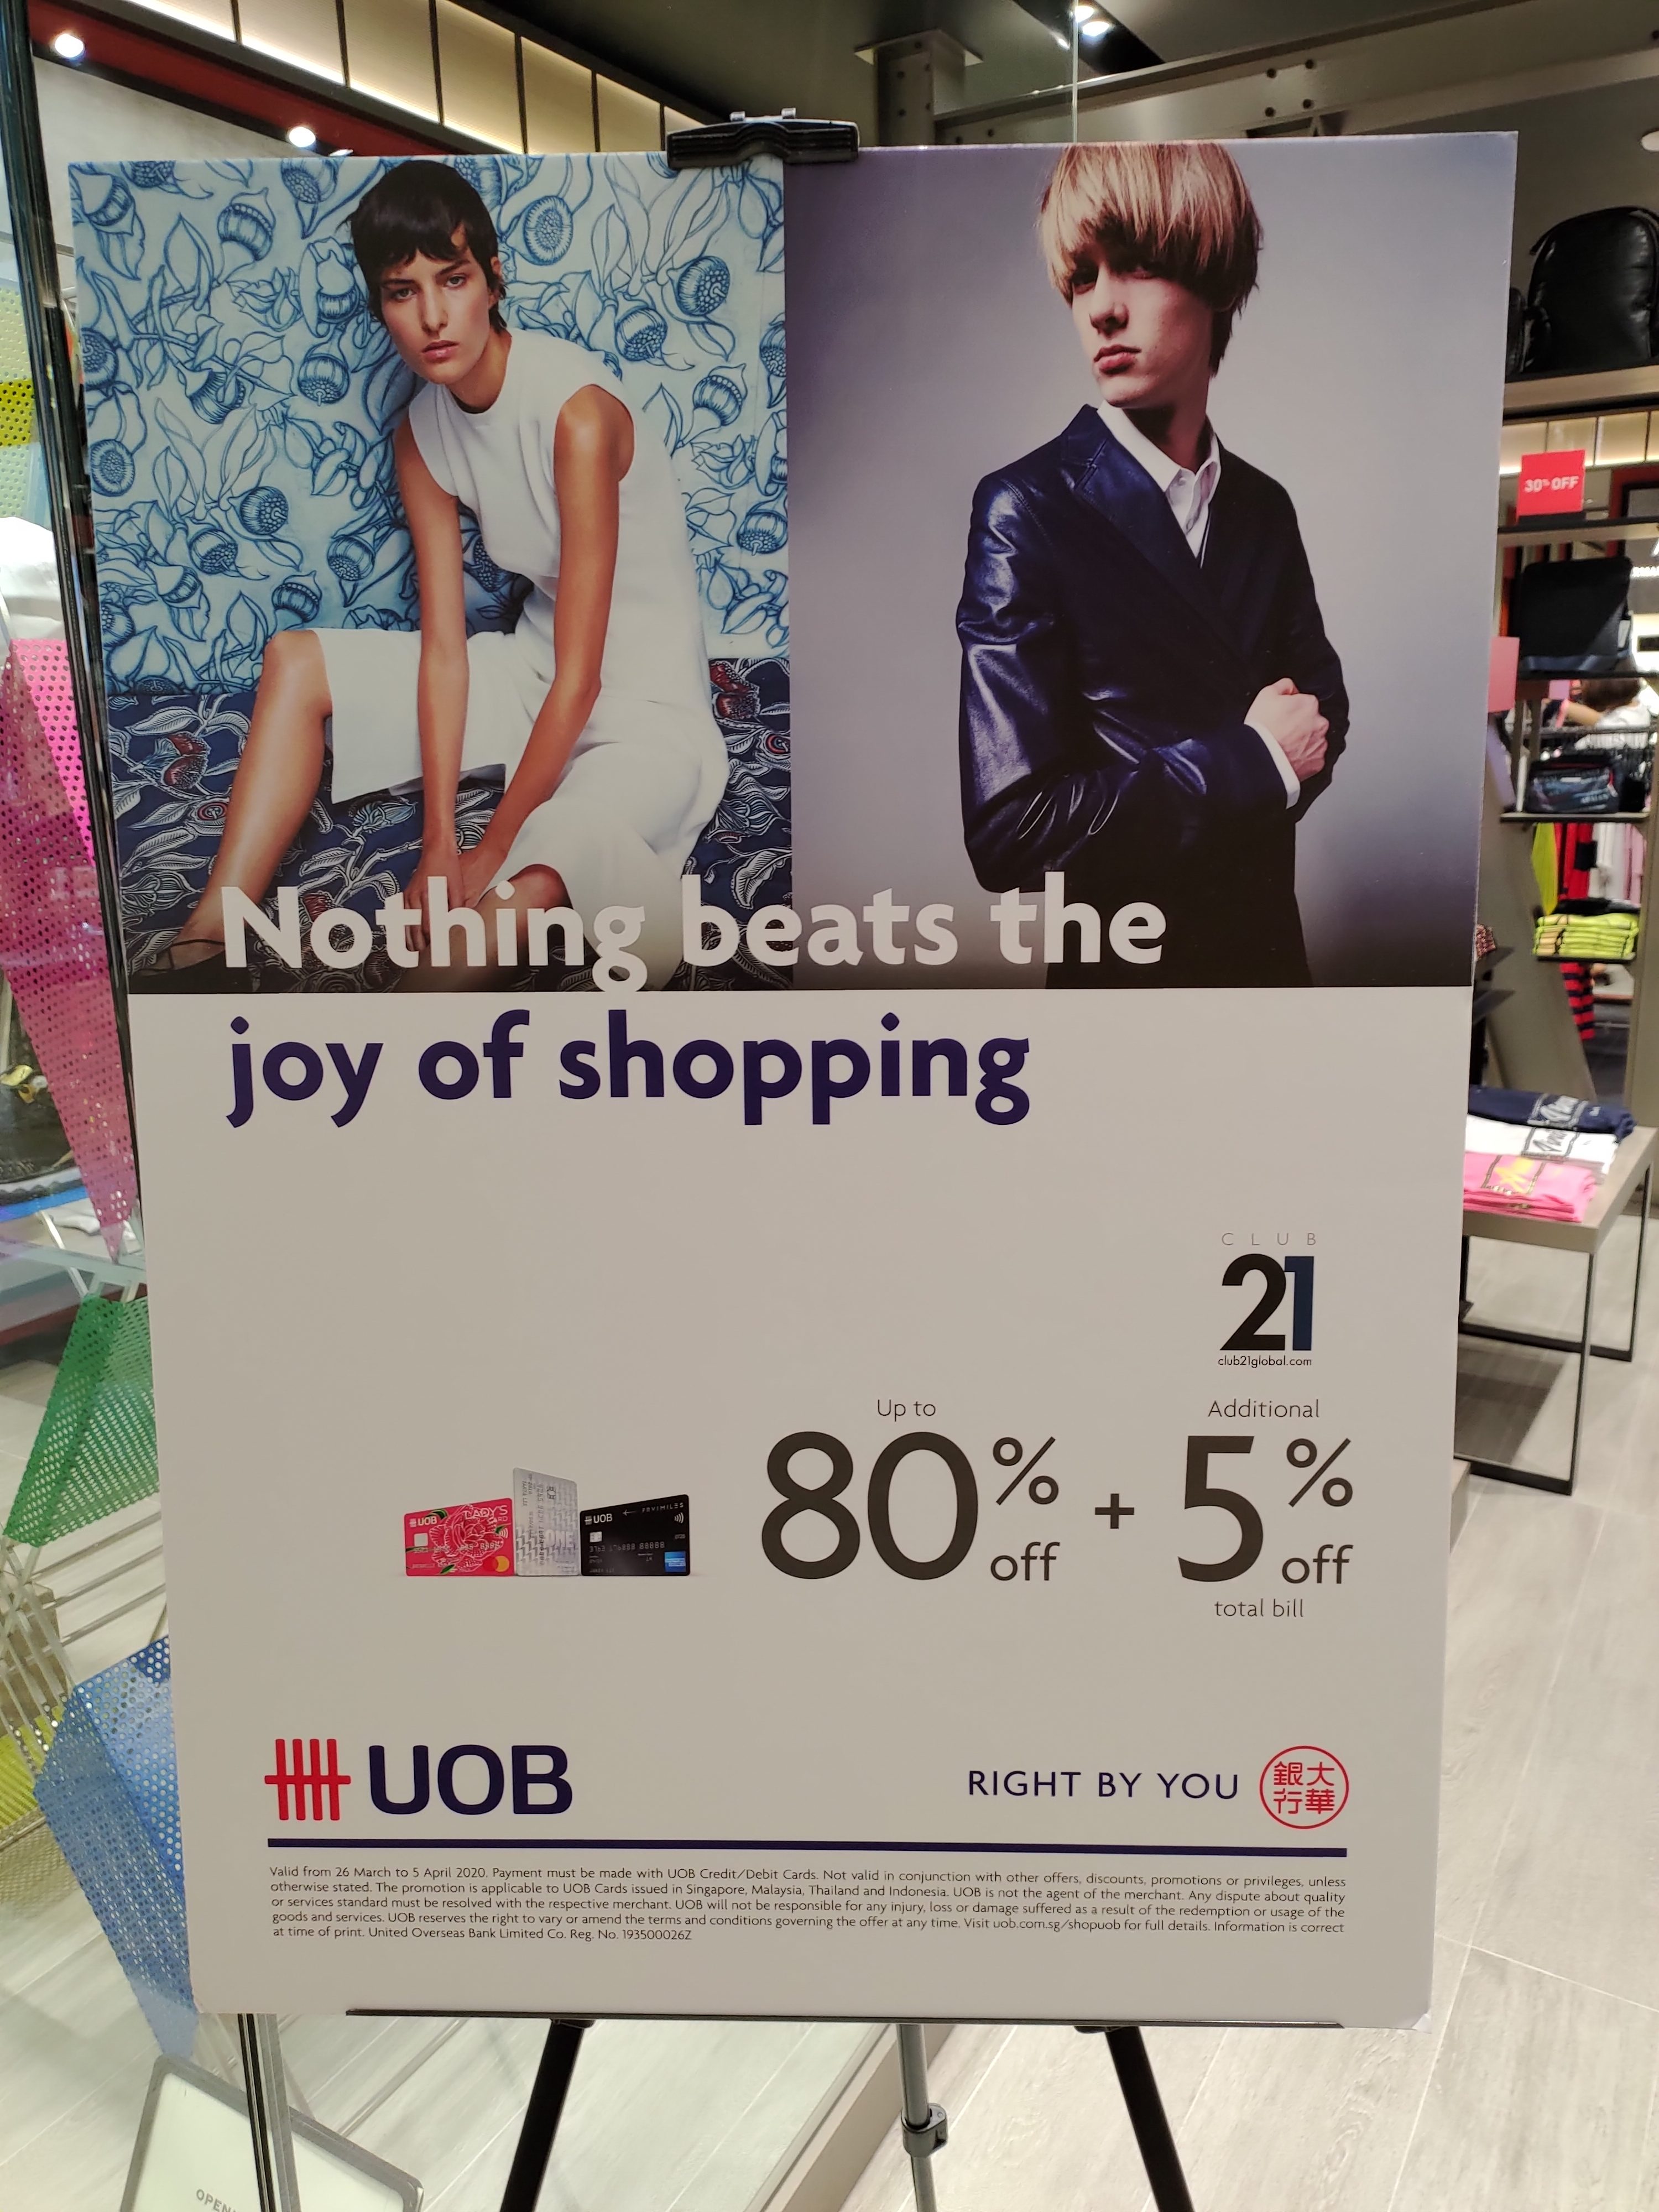 30% OFF
Nothing beats the
joy of shopping
CLUB
21
club21global.com
Up to
80% off
+
Additional
5% off
total bill
UOB
LADY'S
ONE
UOB
PRVI MILES
UOB
RIGHT BY YOU
銀大
行華
Valid from 26 March to 5 April 2020. Payment must be made with UOB Credit/Debit Cards. Not valid in conjunction with other offers, discounts, promotions or privileges, unless
otherwise stated. The promotion is applicable to UOB Cards issued in Singapore, Malaysia, Thailand and Indonesia. UOB is not the agent of the merchant. Any dispute about quality
or services standard must be resolved with the respective merchant. UOB will not be responsible for any injury, loss or damage suffered as a result of the redemption or usage of the
goods and services. UOB reserves the right to vary or amend the terms and conditions governing the offer at any time. Visit uob.com.sg/shopuob for full details. Information is correct
at time of print. United Overseas Bank Limited Co. Reg. No. 193500026Z